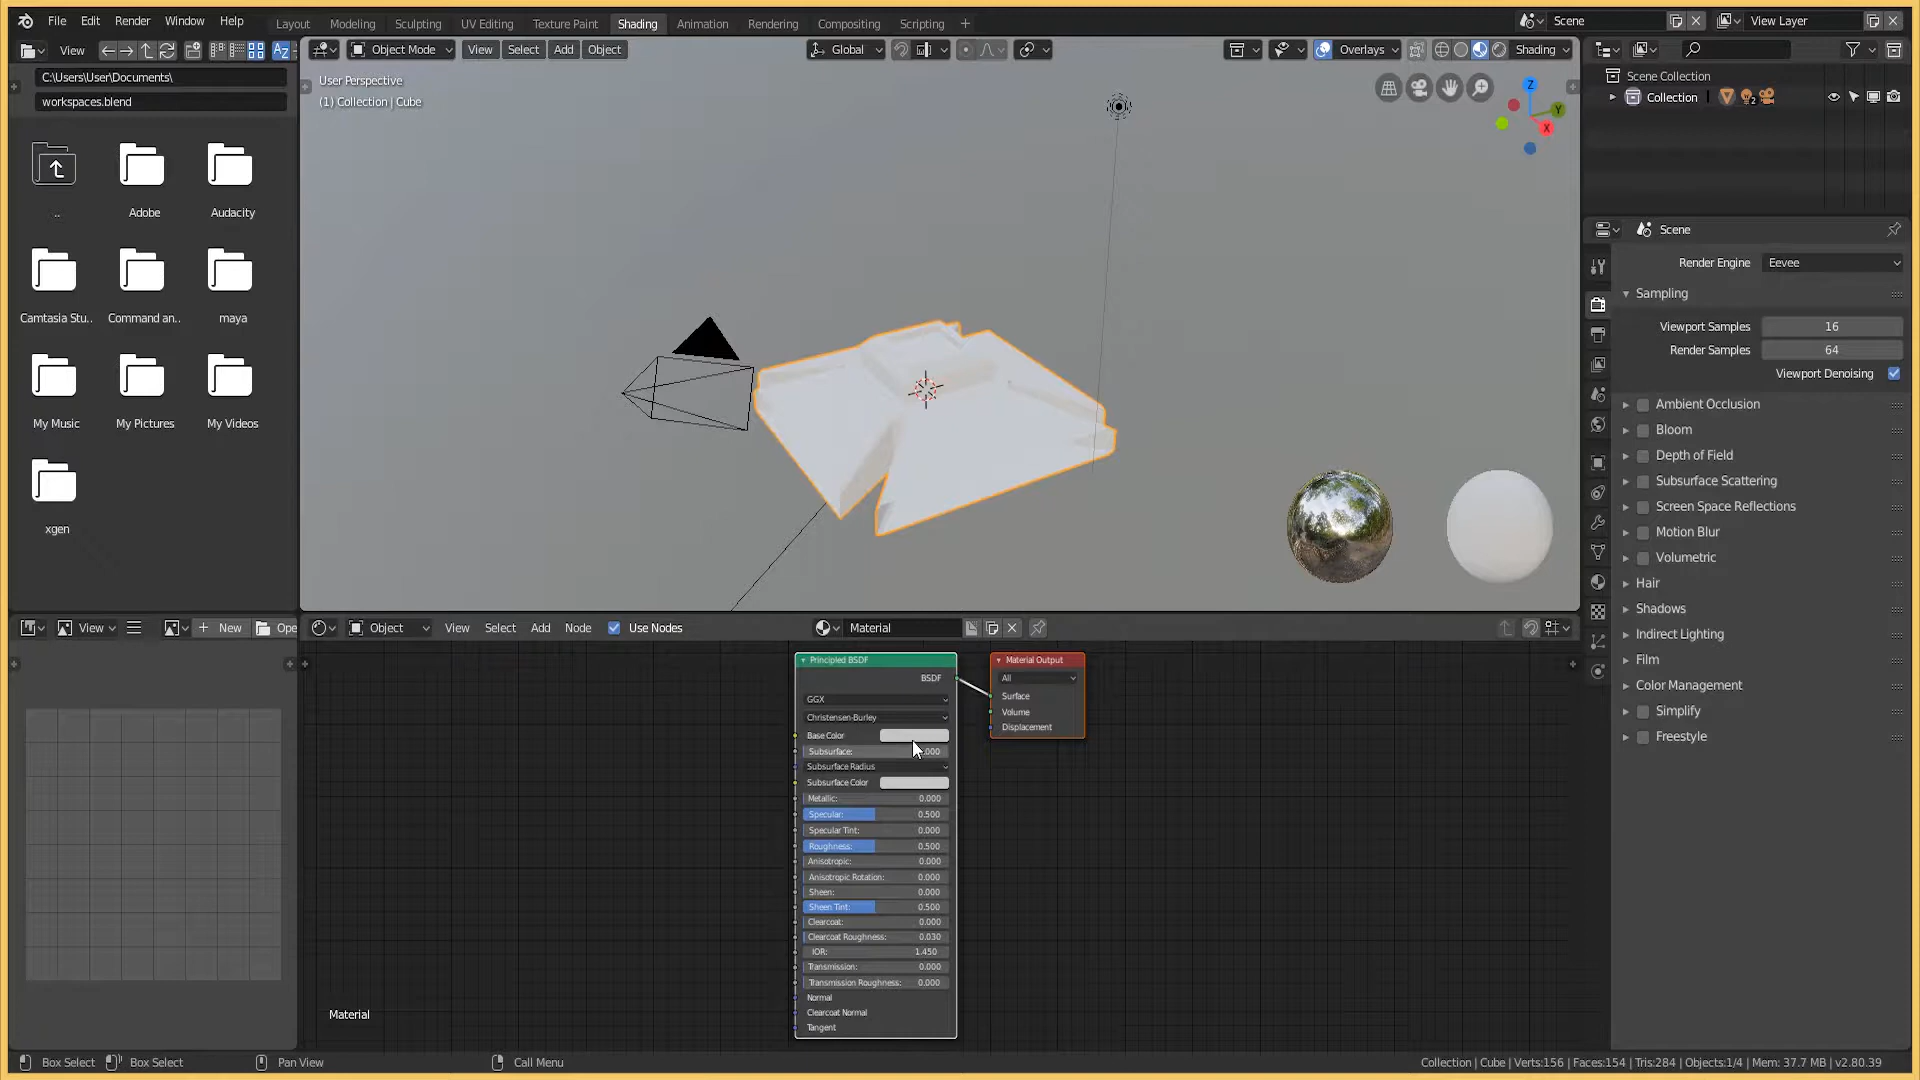 File Edit Render Window Help
Layout Modeling Sculpting UV Editing Texture Paint Shading Animation Rendering Compositing Scripting +
Scene
View Layer
View
Object Mode View Select Add Object
Global
Overlays
Shading
C:\Users\User\Documents\
workspaces.blend
..
Adobe
Audacity
Camtasia Stu..
Command an..
maya
My Music
My Pictures
My Videos
xgen
User Perspective
(1) Collection | Cube
Z
Y
X
Scene Collection
Collection
2
Scene
Render Engine Eevee
Sampling
Viewport Samples 16
Render Samples 64
Viewport Denoising
Ambient Occlusion
Bloom
Depth of Field
Subsurface Scattering
Screen Space Reflections
Motion Blur
Volumetric
Hair
Shadows
Indirect Lighting
Film
Color Management
Simplify
Freestyle
View
+ New
Ope
Object View Select Add Node Use Nodes
Material
Principled BSDF
BSDF
GGX
Christensen-Burley
Base Color
Subsurface: .000
Subsurface Radius
Subsurface Color
Metallic: 0.000
Specular: 0.500
Specular Tint: 0.000
Roughness: 0.500
Anisotropic: 0.000
Anisotropic Rotation: 0.000
Sheen: 0.000
Sheen Tint: 0.500
Clearcoat: 0.000
Clearcoat Roughness: 0.030
IOR: 1.450
Transmission: 0.000
Transmission Roughness: 0.000
Normal
Clearcoat Normal
Tangent
Material Output
All
Surface
Volume
Displacement
Material
Box Select
Box Select
Pan View
Call Menu
Collection | Cube | Verts:156 | Faces:154 | Tris:284 | Objects:1/4 | Mem: 37.7 MB | v2.80.39